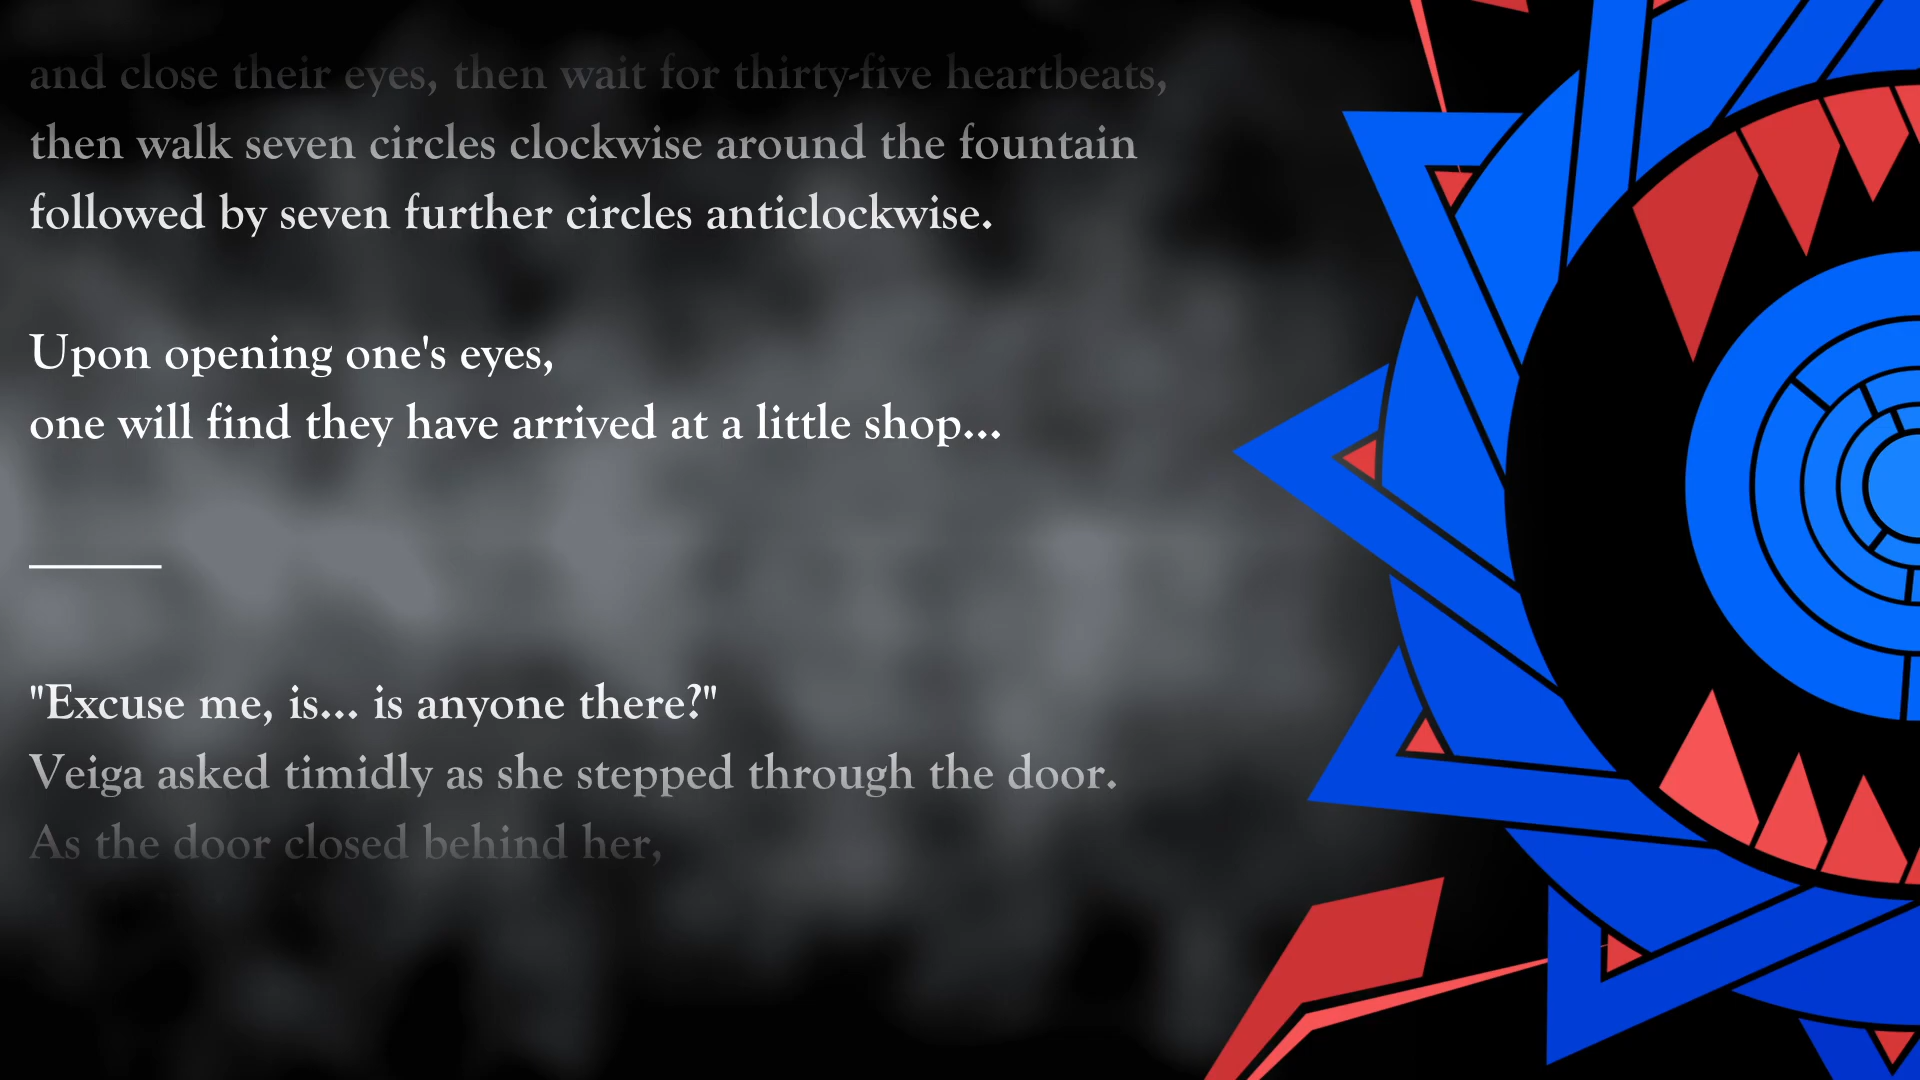 and close their eyes, then wait for thirty-five heartbeats,
then walk seven circles clockwise around the fountain
followed by seven further circles anticlockwise.
Upon opening one's eyes,
one will find they have arrived at a little shop...
"Excuse me, is... is anyone there?"
Veiga asked timidly as she stepped through the door.
As the door closed behind her,